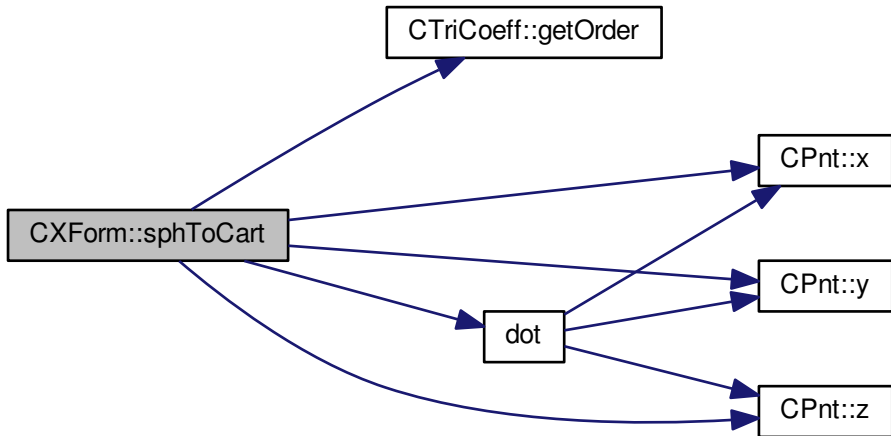 CTriCoeff::getOrder
CPnt::x
CXForm::sphToCart
CPnt::y
dot
CPnt::z